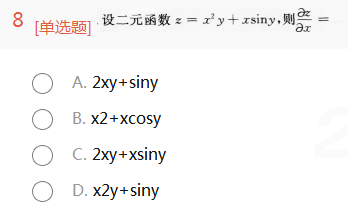 8 [单选题] 设二元函数 z = x²y + xsiny,则∂z/∂x =
A. 2xy+siny
B. x2+xcosy
C. 2xy+xsiny
D. x2y+siny